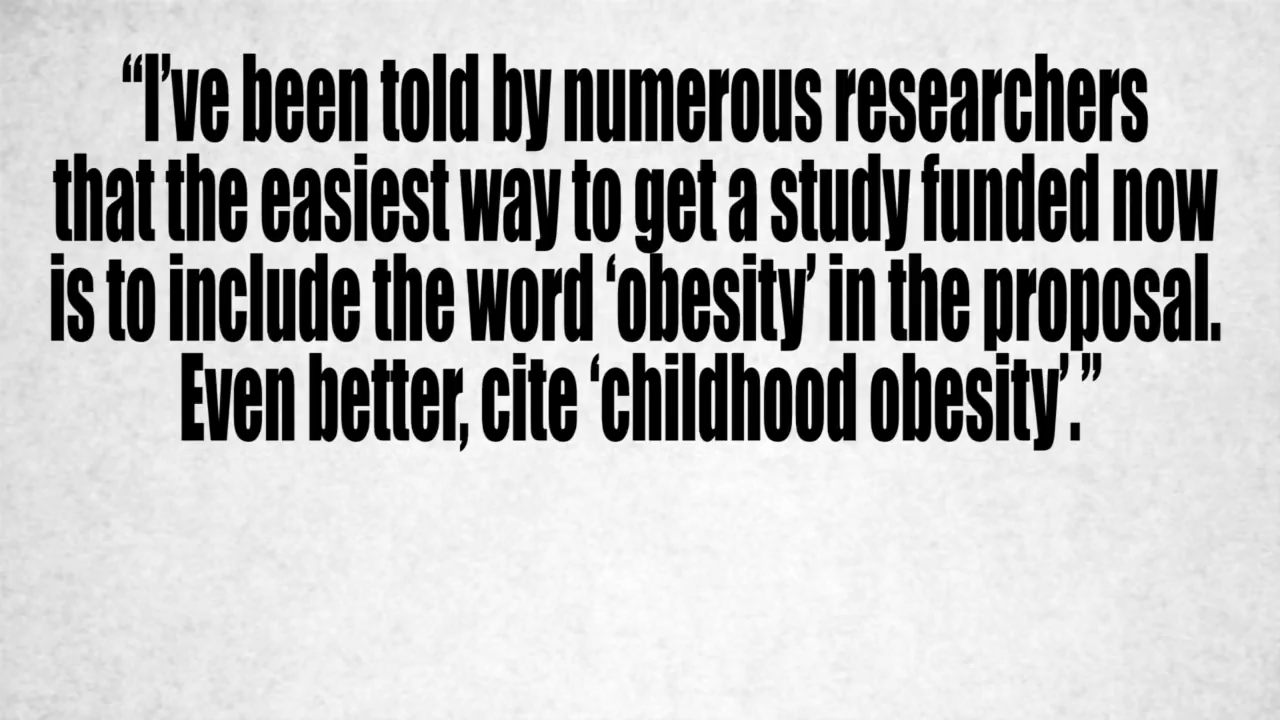 “I’ve been told by numerous researchers
that the easiest way to get a study funded now
is to include the word ‘obesity’ in the proposal.
Even better, cite ‘childhood obesity’.”